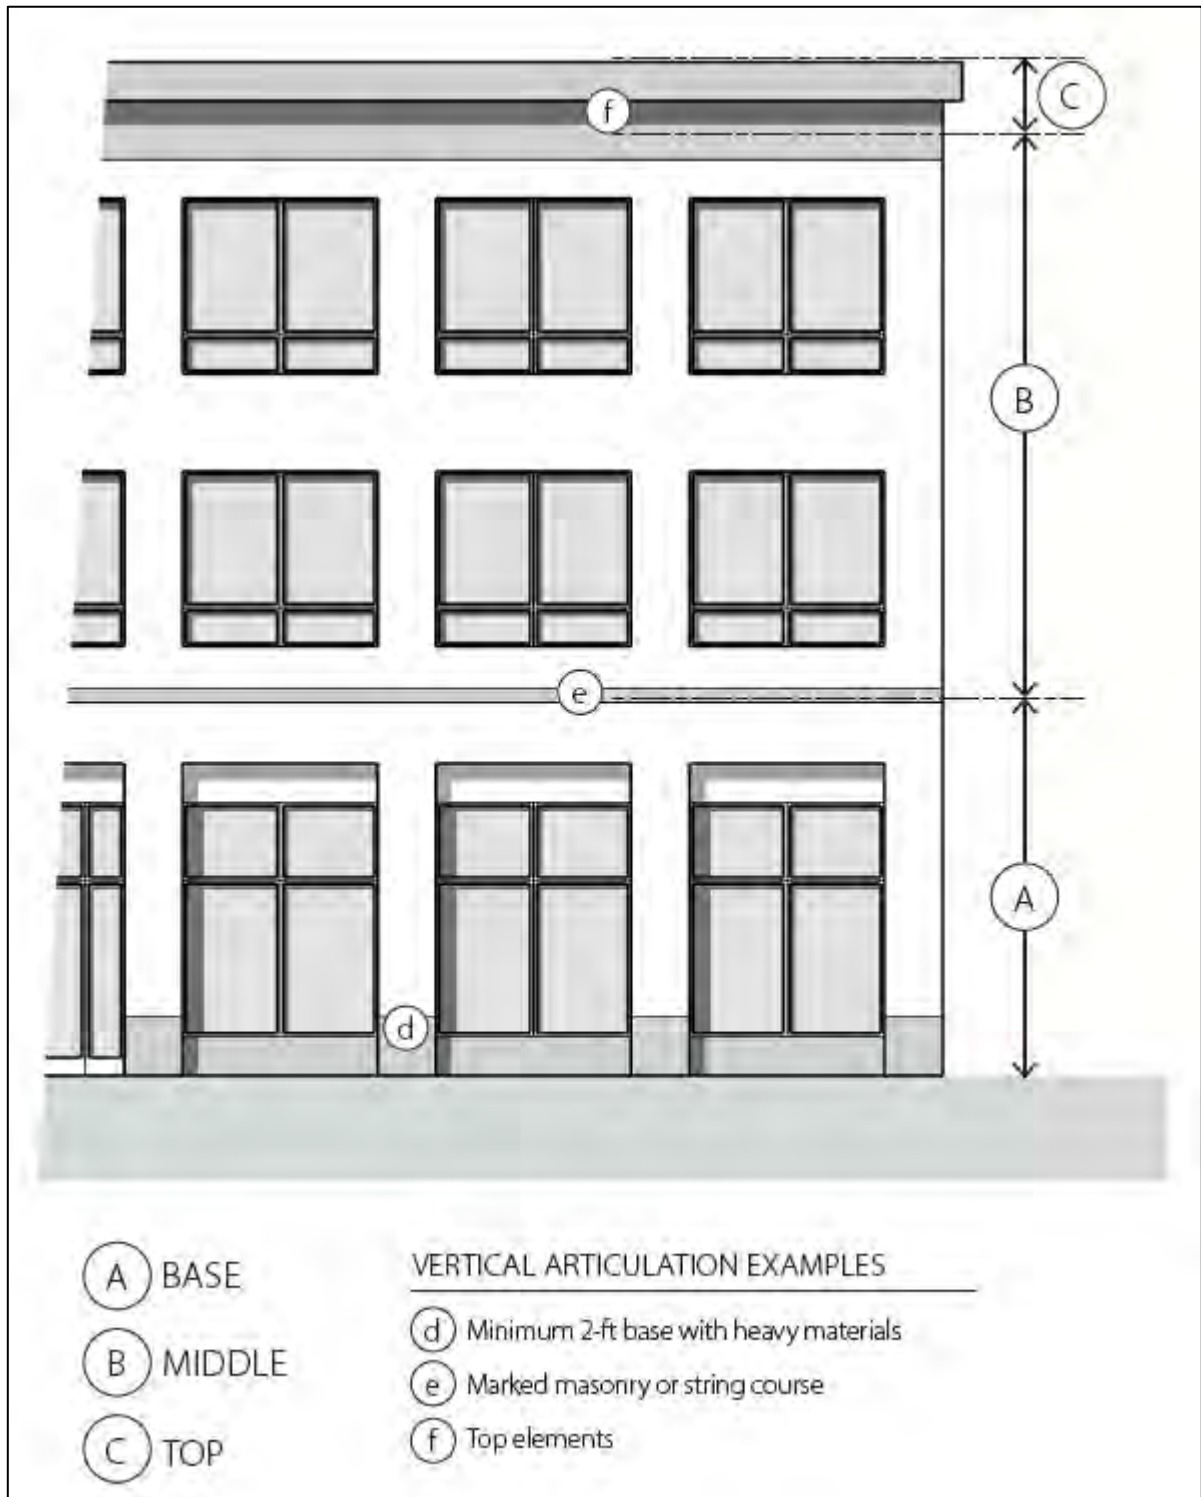 f
C
B
e
A
d
A BASE
B MIDDLE
C TOP
VERTICAL ARTICULATION EXAMPLES
d Minimum 2-ft base with heavy materials
e Marked masonry or string course
f Top elements